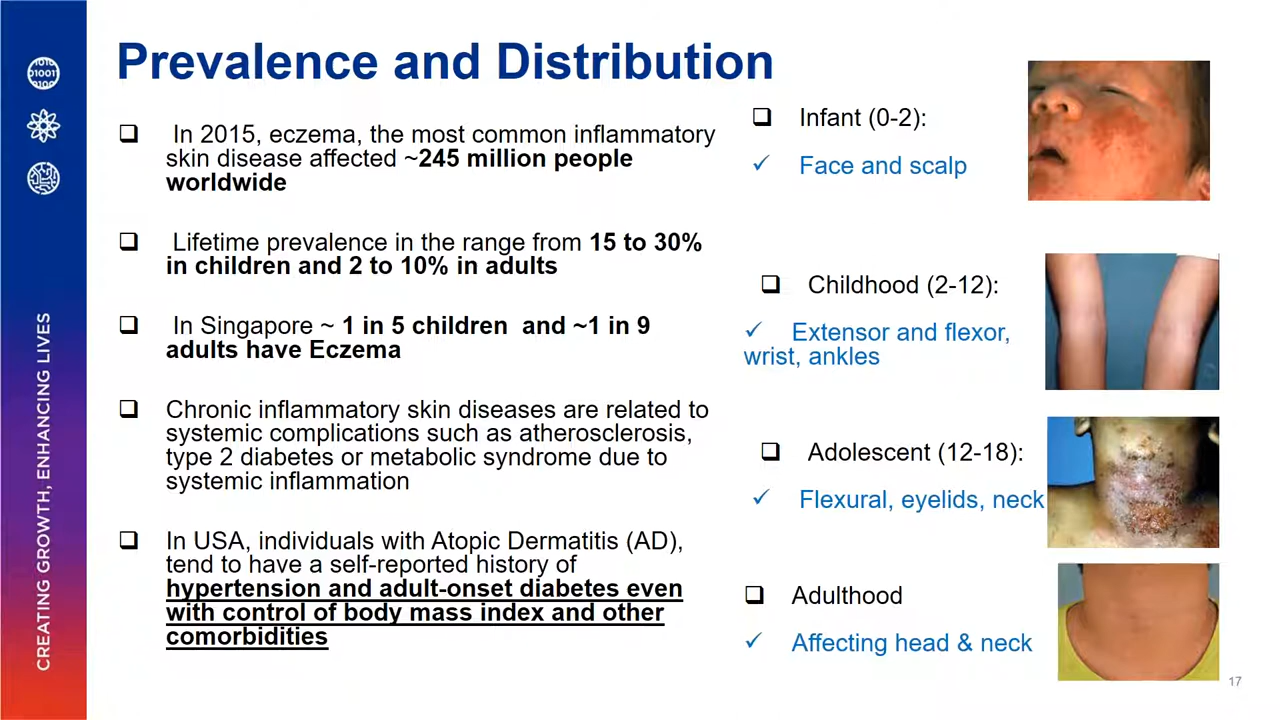 Prevalence and Distribution
In 2015, eczema, the most common inflammatory
skin disease affected ~245 million people
worldwide
Lifetime prevalence in the range from 15 to 30%
in children and 2 to 10% in adults
In Singapore ~ 1 in 5 children and ~1 in 9
adults have Eczema
Chronic inflammatory skin diseases are related to
systemic complications such as atherosclerosis,
type 2 diabetes or metabolic syndrome due to
systemic inflammation
In USA, individuals with Atopic Dermatitis (AD),
tend to have a self-reported history of
hypertension and adult-onset diabetes even
with control of body mass index and other
comorbidities
Infant (0-2):
Face and scalp
Childhood (2-12):
Extensor and flexor,
wrist, ankles
Adolescent (12-18):
Flexural, eyelids, neck
Adulthood
Affecting head & neck
CREATING GROWTH, ENHANCING LIVES
17